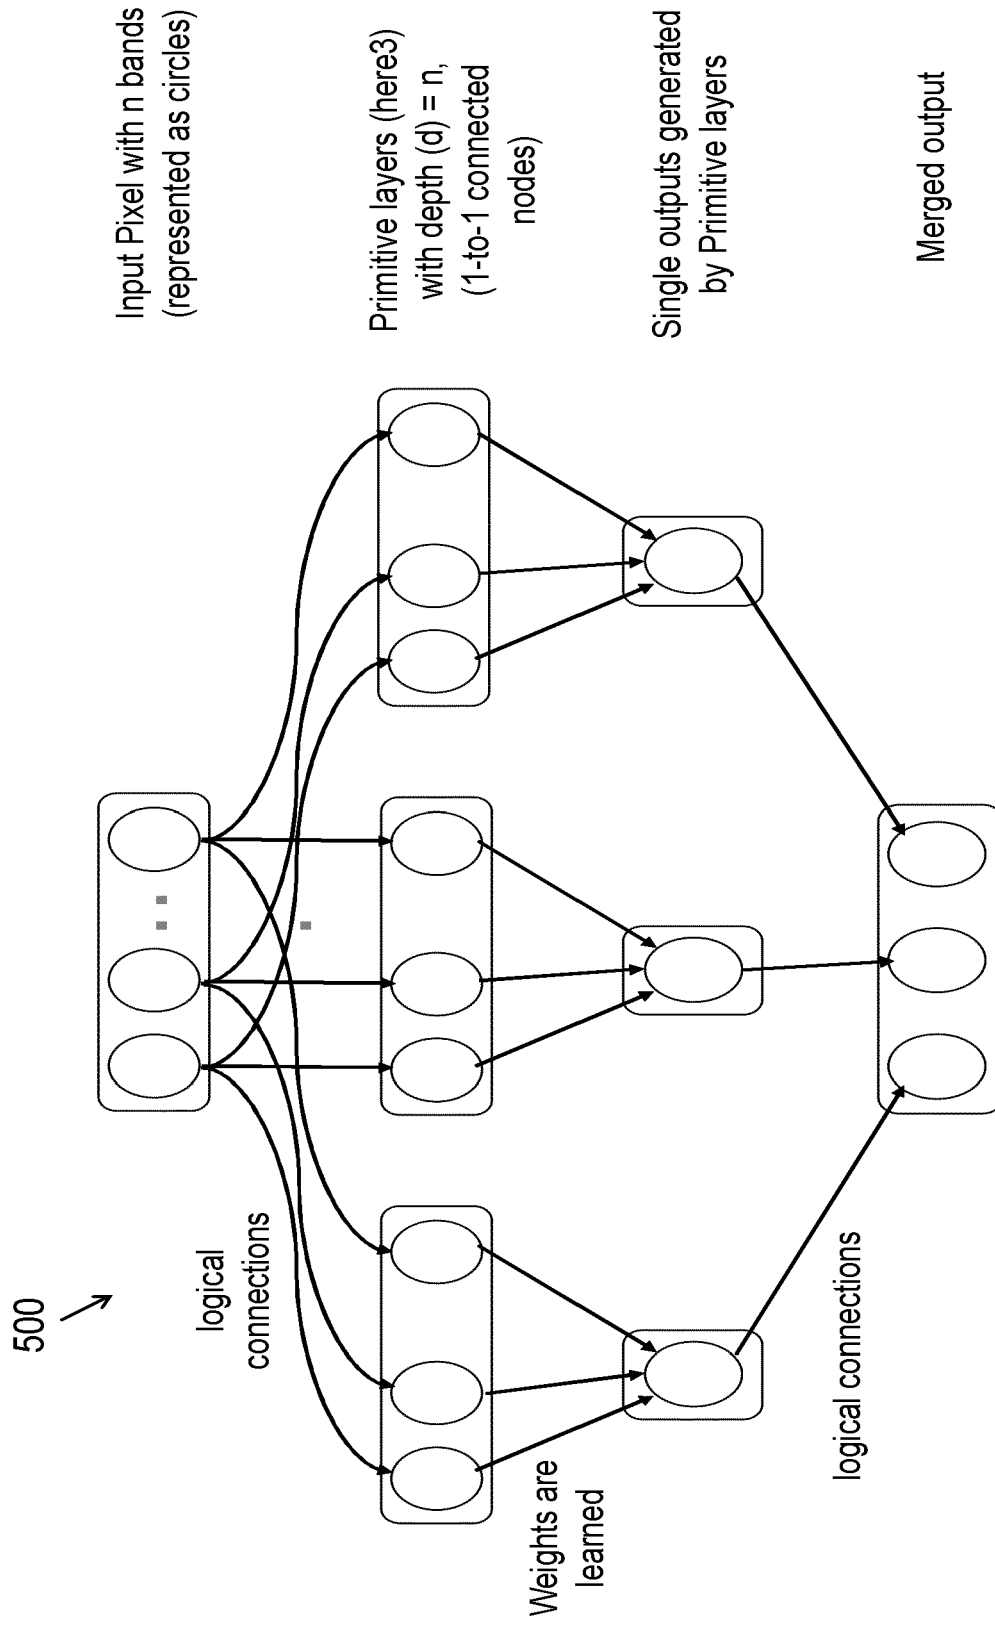 500
logical
connections
Weights are
learned
logical connections
Input Pixel with n bands
(represented as circles)
Primitive layers (here3)
with depth (d) = n,
(1-to-1 connected
nodes)
Single outputs generated
by Primitive layers
Merged output